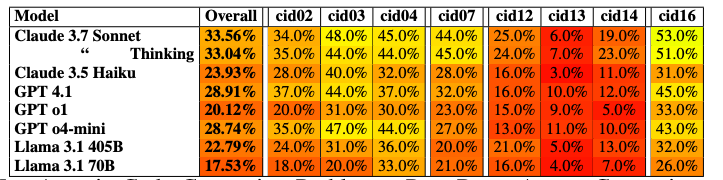 Model Overall cid02 cid03 cid04 cid07 cid12 cid13 cid14 cid16
Claude 3.7 Sonnet 33.56% 34.0% 48.0% 45.0% 44.0% 25.0% 6.0% 19.0% 53.0%
“ Thinking 33.04% 35.0% 44.0% 44.0% 45.0% 24.0% 7.0% 23.0% 51.0%
Claude 3.5 Haiku 23.93% 28.0% 40.0% 32.0% 28.0% 16.0% 3.0% 11.0% 31.0%
GPT 4.1 28.91% 37.0% 44.0% 37.0% 32.0% 16.0% 10.0% 12.0% 45.0%
GPT o1 20.12% 20.0% 31.0% 30.0% 23.0% 15.0% 9.0% 5.0% 33.0%
GPT o4-mini 28.74% 35.0% 47.0% 44.0% 27.0% 13.0% 11.0% 10.0% 43.0%
Llama 3.1 405B 22.79% 24.0% 31.0% 36.0% 20.0% 21.0% 5.0% 13.0% 32.0%
Llama 3.1 70B 17.53% 18.0% 20.0% 33.0% 21.0% 16.0% 4.0% 7.0% 26.0%